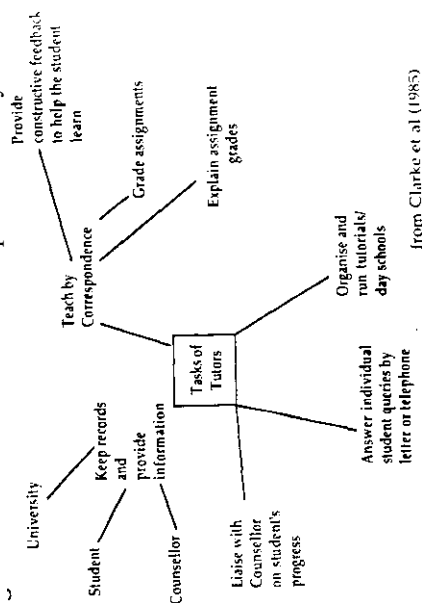 Provide
constructive feedback
to help the student
learn
Teach by
Correspondence
Grade assignments
Explain assignment
grades
University
Keep records
and
provide
information
Student
Counsellor
Tasks of
Tutors
Liaise with
Counsellor
on student's
progress
Answer individual
student queries by
letter or telephone
Organise and
run tutorials/
day schools
from Clarke et al (1985)